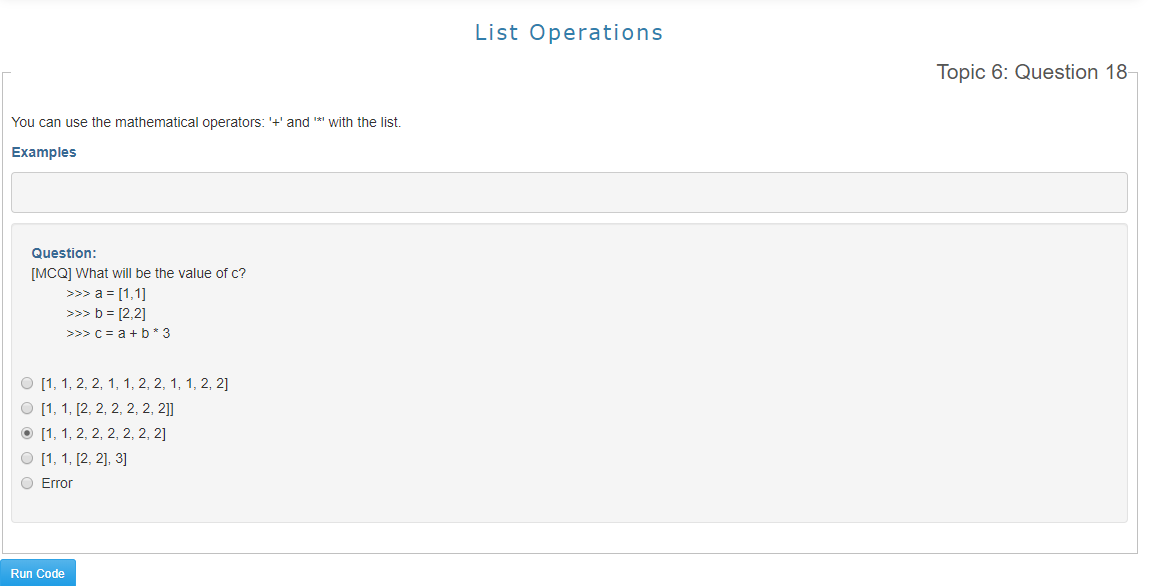 List Operations
Topic 6: Question 18
You can use the mathematical operators: '+' and '*' with the list.
Examples
Question:
[MCQ] What will be the value of c?
>>> a = [1,1]
>>> b = [2,2]
>>> c = a + b * 3
[1, 1, 2, 2, 1, 1, 2, 2, 1, 1, 2, 2]
[1, 1, [2, 2, 2, 2, 2, 2]]
[1, 1, 2, 2, 2, 2, 2, 2]
[1, 1, [2, 2], 3]
Error
Run Code